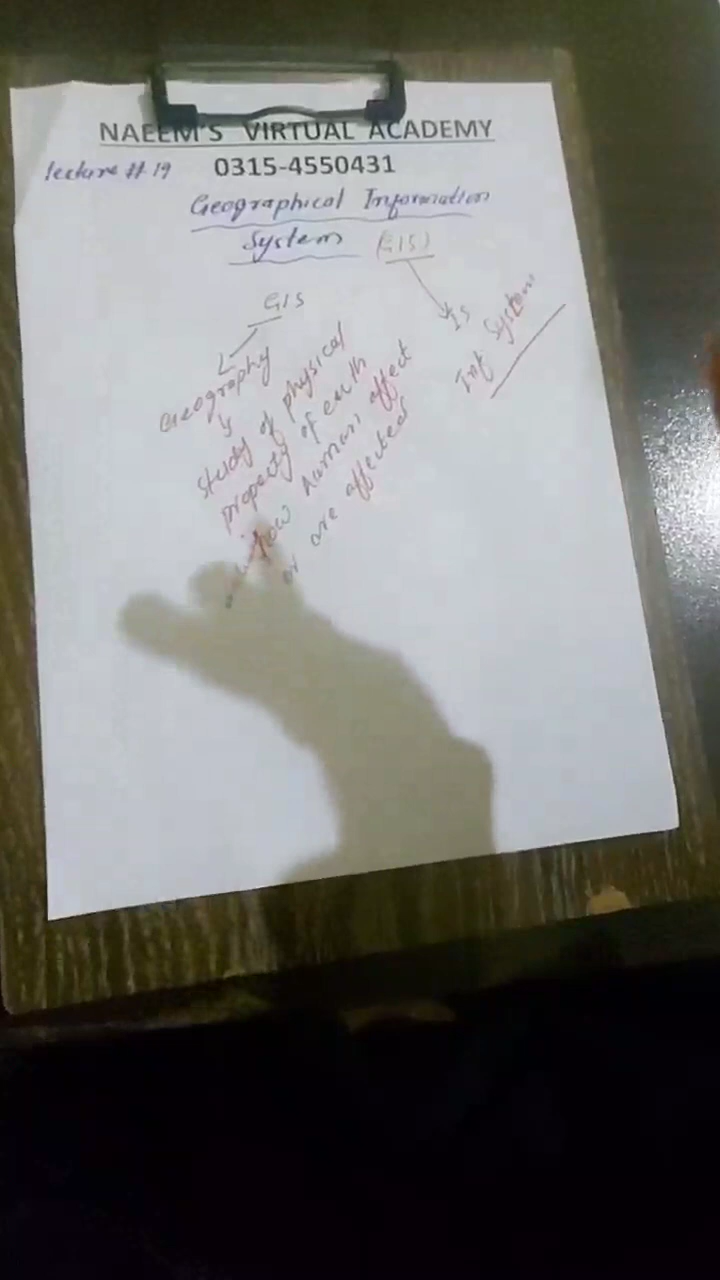 NAEEM'S VIRTUAL ACADEMY
lecture # 19 0315-4550431
Geographical Information
System (GIS)
GIS
Geography
study of physical
property of earth
how human affect
or are affected
IS
Inf System